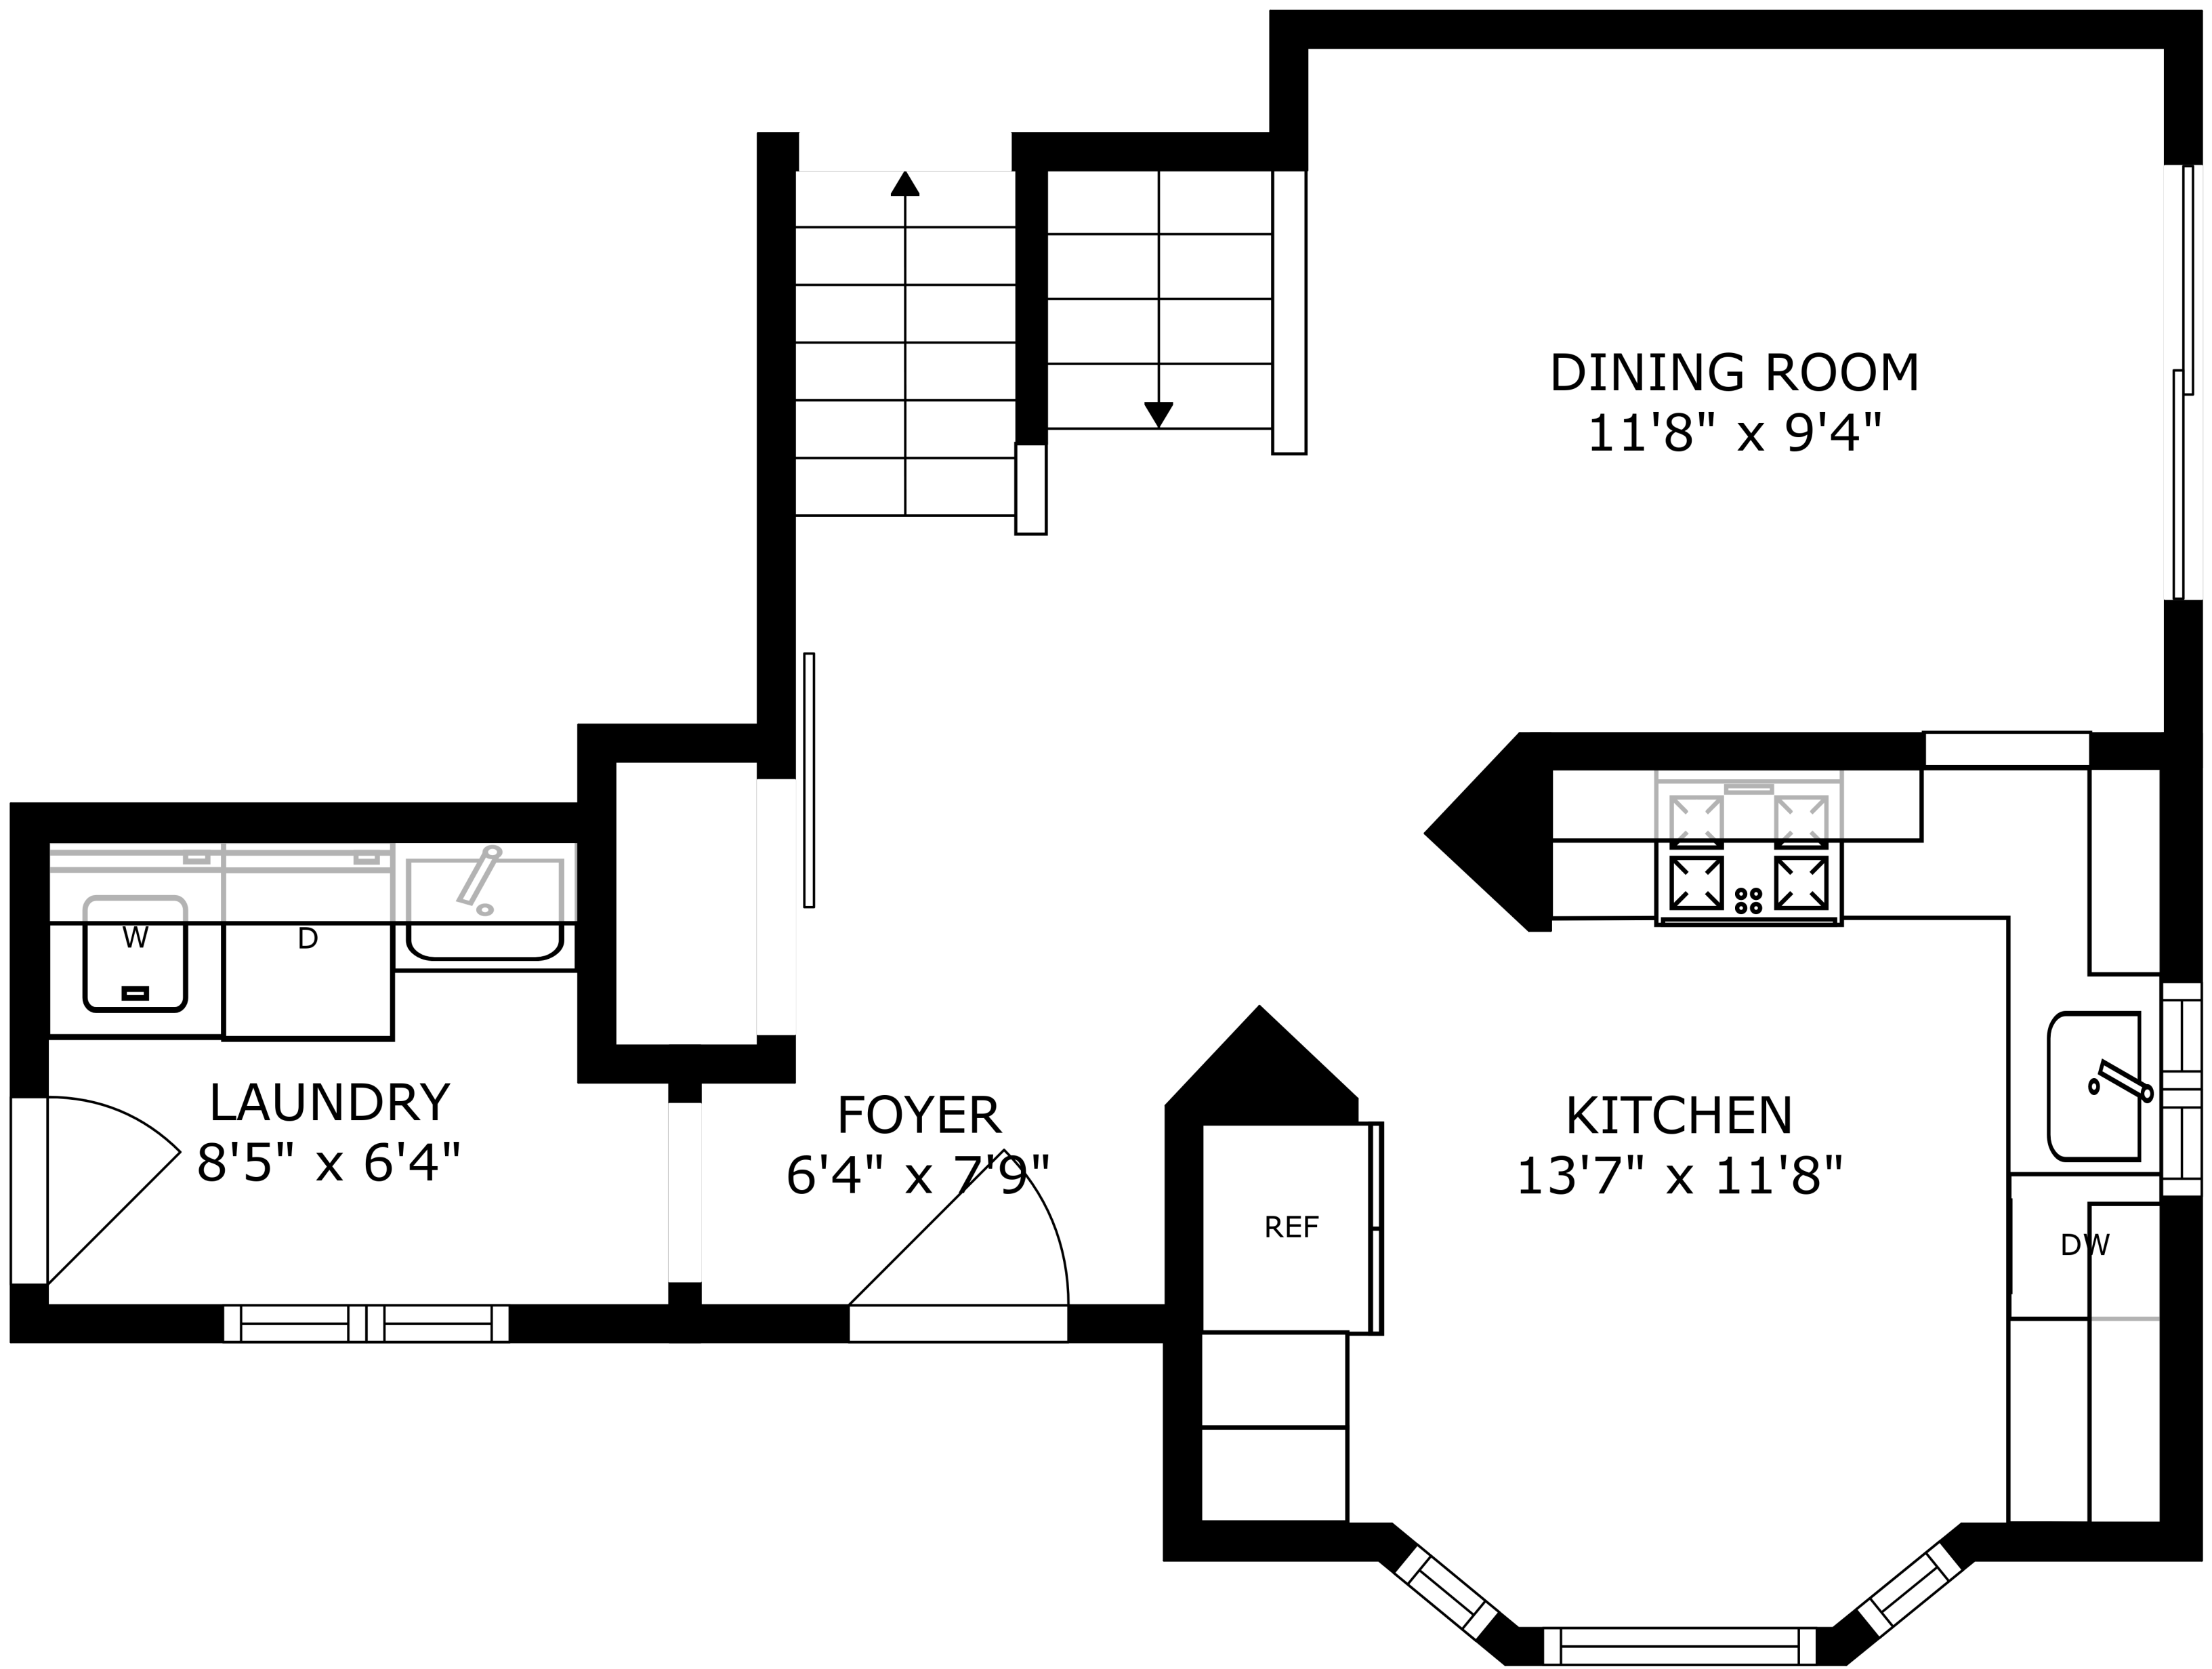 DINING ROOM
11'8" x 9'4"
W
D
LAUNDRY
8'5" x 6'4"
FOYER
6'4" x 7'9"
KITCHEN
13'7" x 11'8"
REF
DW